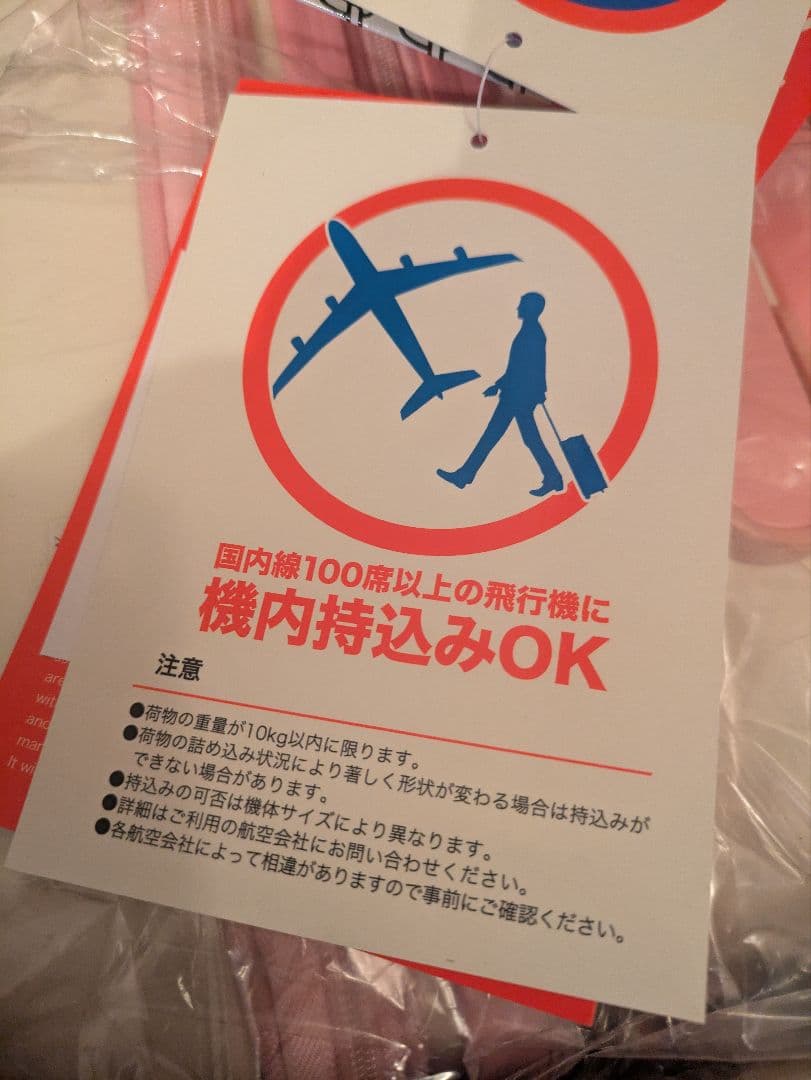 国内線100席以上の飛行機に
機内持込みOK
注意
●荷物の重量が10kg以内に限ります。
●荷物の詰め込み状況により著しく形状が変わる場合は持込みが
できない場合があります。
●持込みの可否は機体サイズにより異なります。
●詳細はご利用の航空会社にお問い合わせください。
●各航空会社によって相違がありますので事前にご確認ください。
are
and